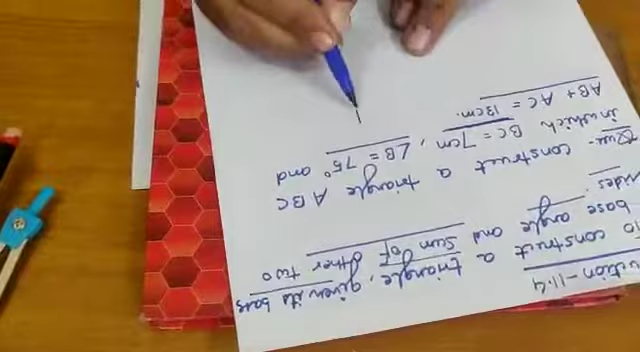 uction-11.4
To construct a triangle, given its base
base angle and sum of other two
sides.
Que- construct a triangle ABC
in which BC = 7cm, ∠B = 75° and
AB + AC = 13cm.